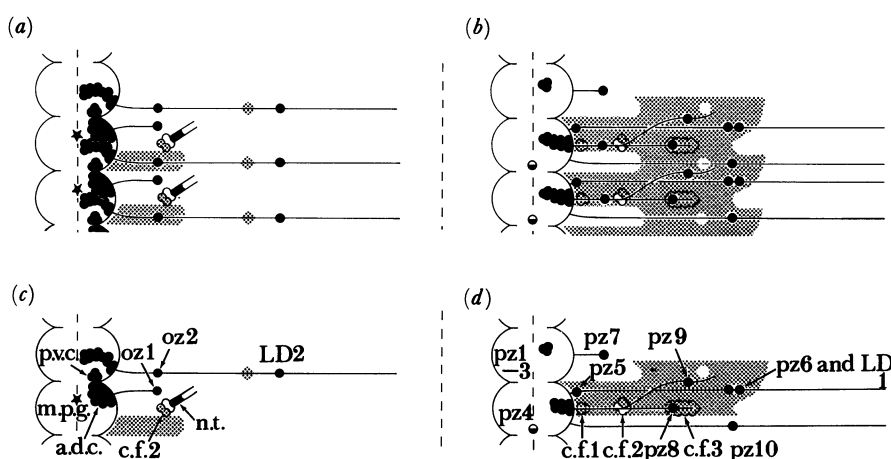 (a)
(b)
(c)
p.v.c.
oz1
oz2
LD2
m.p.g.
a.d.c.
c.f.2
n.t.
(d)
pz1
–3
pz7
pz5
pz9
pz6 and LD
1
pz4
c.f.1 c.f,2 pz8 c.f.3 pz10